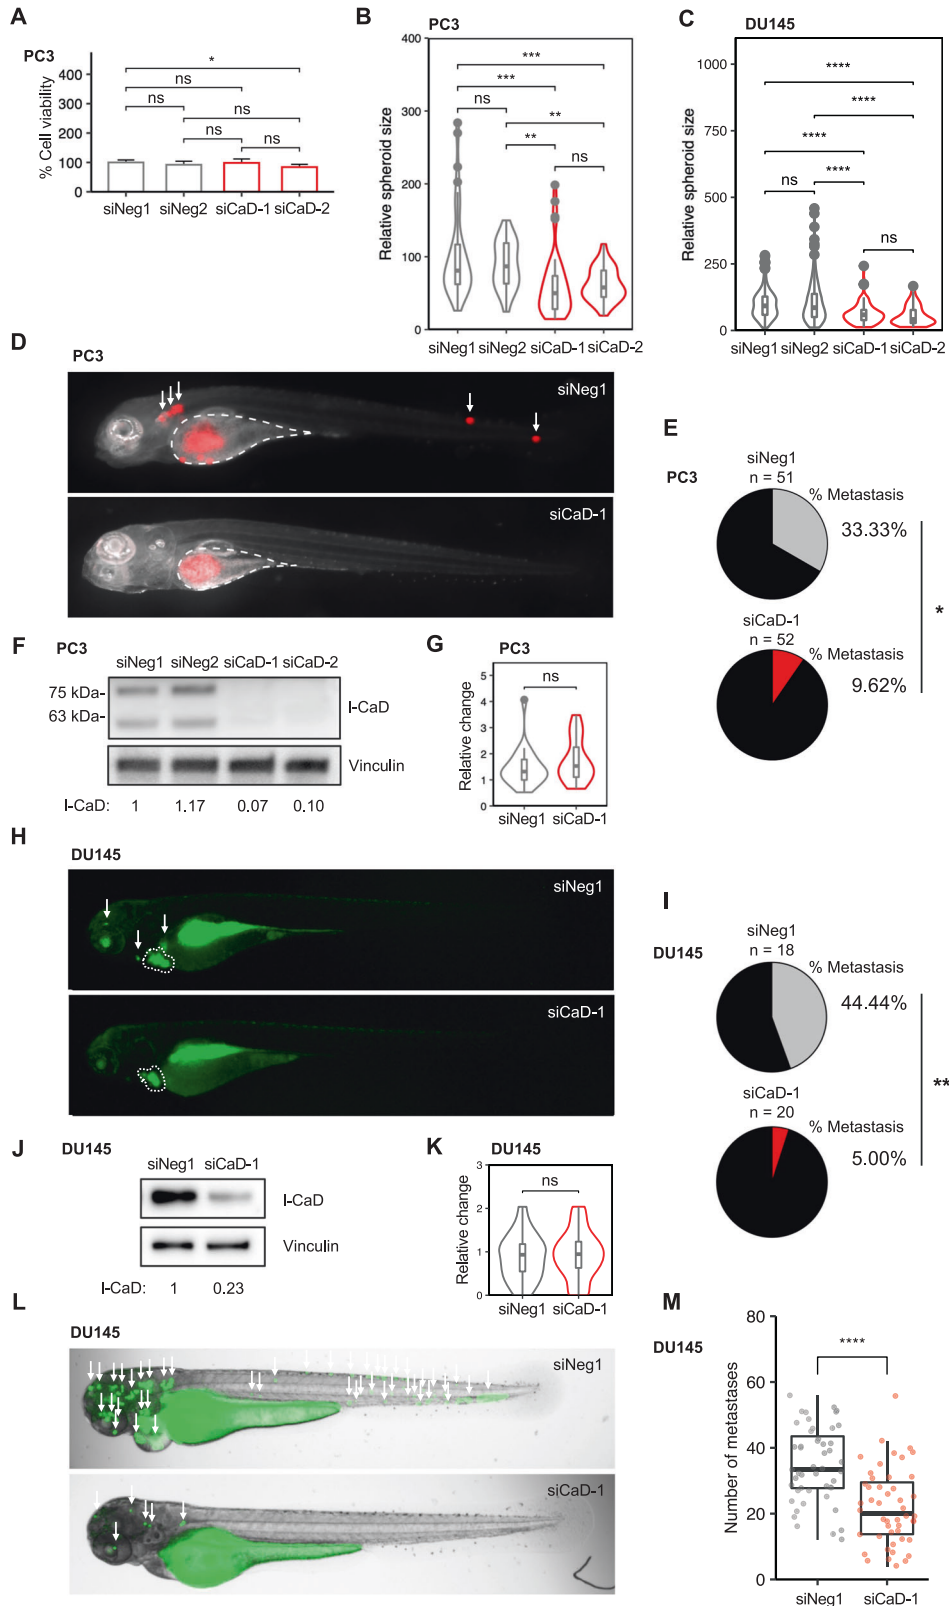 A
PC3
% Cell viability
400
300
200
100
0
*
ns
ns
ns
ns
ns
siNeg1 siNeg2 siCaD-1 siCaD-2
B
PC3
Relative spheroid size
400
300
200
100
0
***
***
ns
**
**
ns
siNeg1 siNeg2 siCaD-1 siCaD-2
C
DU145
Relative spheroid size
1000
750
500
250
0
****
****
****
ns
****
ns
siNeg1 siNeg2 siCaD-1 siCaD-2
D
PC3
siNeg1
siCaD-1
E
PC3
siNeg1
n = 51
% Metastasis
33.33%
*
siCaD-1
n = 52
% Metastasis
9.62%
F
PC3
siNeg1 siNeg2 siCaD-1 siCaD-2
75 kDa-
63 kDa-
l-CaD
Vinculin
l-CaD: 1 1.17 0.07 0.10
G
PC3
Relative change
5
4
3
2
1
0
ns
siNeg1 siCaD-1
H
DU145
siNeg1
siCaD-1
I
DU145
siNeg1
n = 18
% Metastasis
44.44%
**
siCaD-1
n = 20
% Metastasis
5.00%
J
DU145
siNeg1 siCaD-1
l-CaD
Vinculin
l-CaD: 1 0.23
K
DU145
Relative change
3
2
1
0
ns
siNeg1 siCaD-1
L
DU145
siNeg1
siCaD-1
M
DU145
Number of metastases
80
60
40
20
0
****
siNeg1 siCaD-1